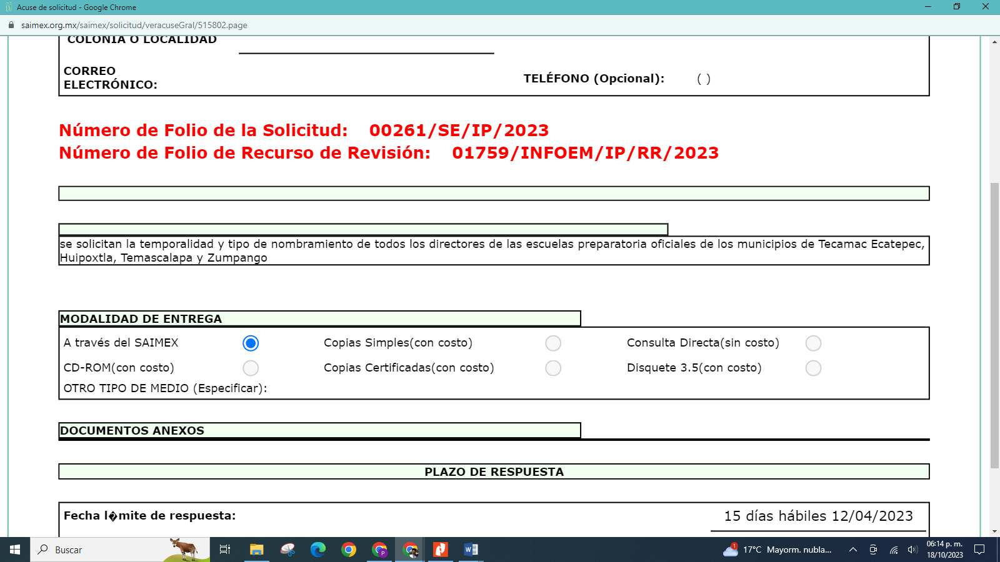 Acuse de solicitud - Google Chrome
saimex.org.mx/saimex/solicitud/veracuseGral/515802.page
COLONIA O LOCALIDAD
CORREO
ELECTRÓNICO:
TELÉFONO (Opcional): ( )
Número de Folio de la Solicitud: 00261/SE/IP/2023
Número de Folio de Recurso de Revisión: 01759/INFOEM/IP/RR/2023
se solicitan la temporalidad y tipo de nombramiento de todos los directores de las escuelas preparatoria oficiales de los municipios de Tecamac Ecatepec,
Huipoxtla, Temascalapa y Zumpango
MODALIDAD DE ENTREGA
A través del SAIMEX Copias Simples(con costo) Consulta Directa(sin costo)
CD-ROM(con costo) Copias Certificadas(con costo) Disquete 3.5(con costo)
OTRO TIPO DE MEDIO (Especificar):
DOCUMENTOS ANEXOS
PLAZO DE RESPUESTA
Fecha l�mite de respuesta: 15 días hábiles 12/04/2023
Buscar
1
17°C Mayorm. nubla...
06:14 p. m.
18/10/2023